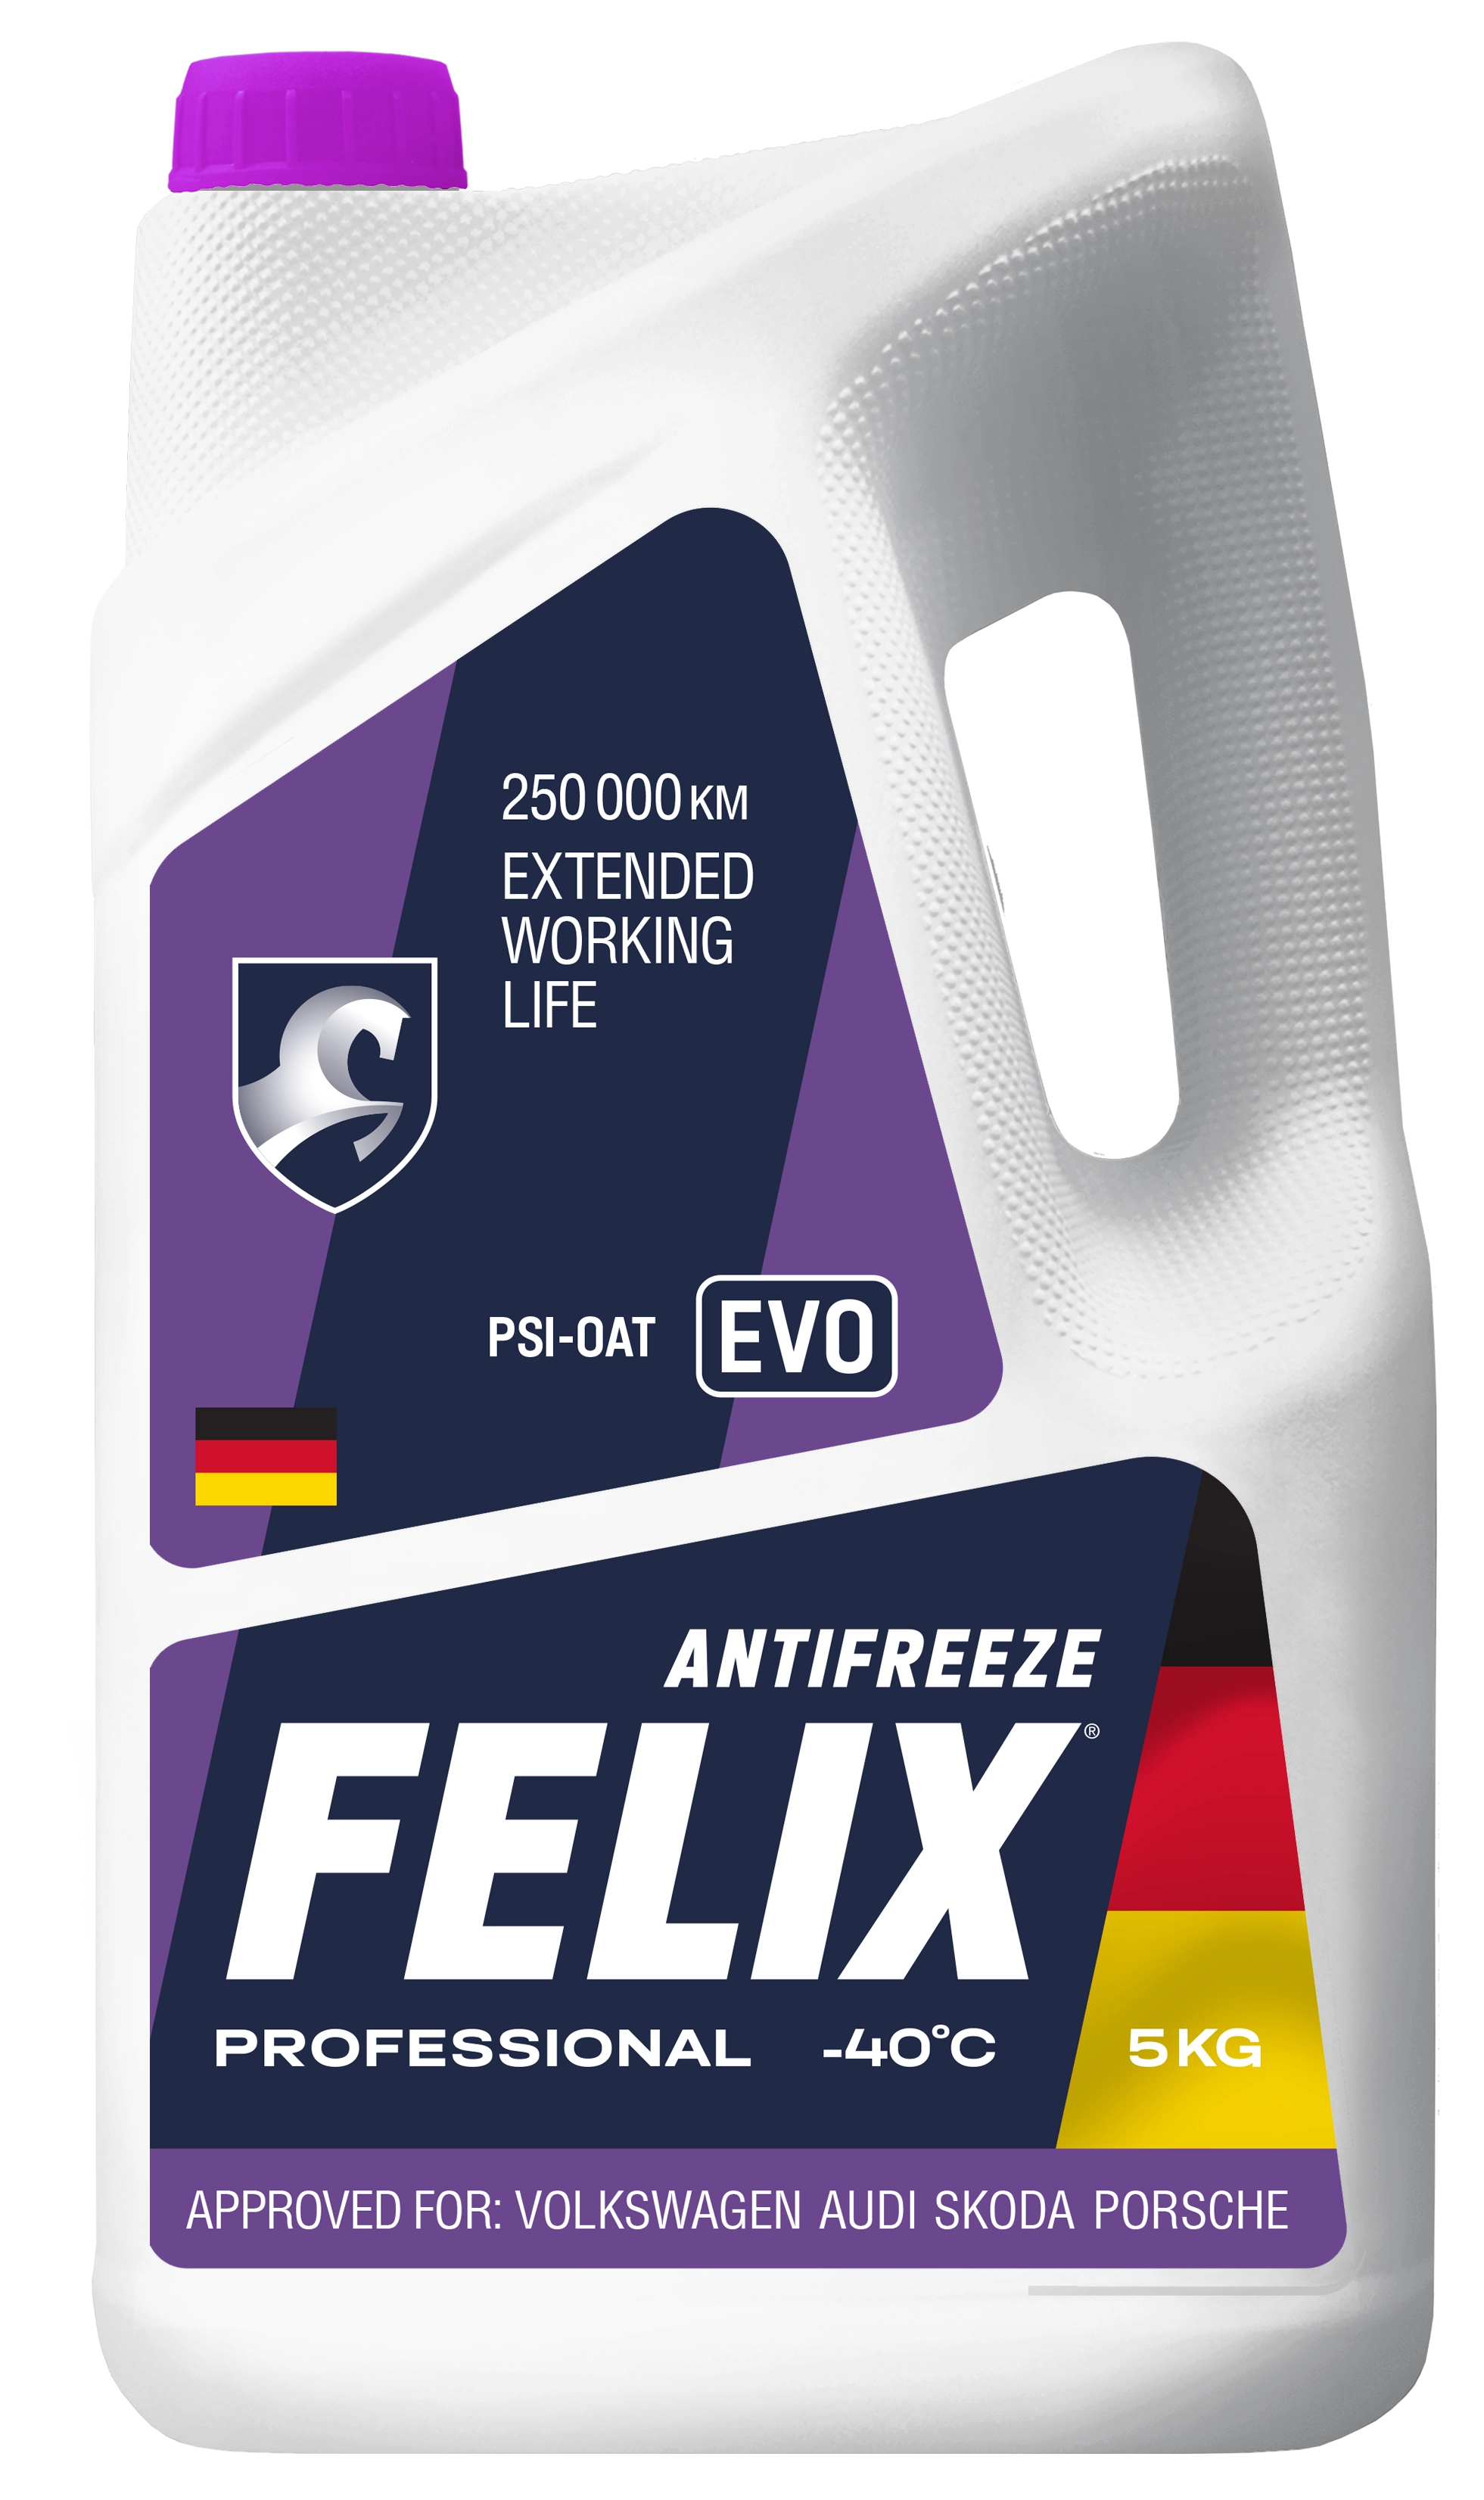 250 000 км
EXTENDED
WORKING
LIFE
PSI-OAT EVO
ANTIFREEZE
FELIX®
PROFESSIONAL -40°C 5 KG
APPROVED FOR: VOLKSWAGEN AUDI SKODA PORSCHE